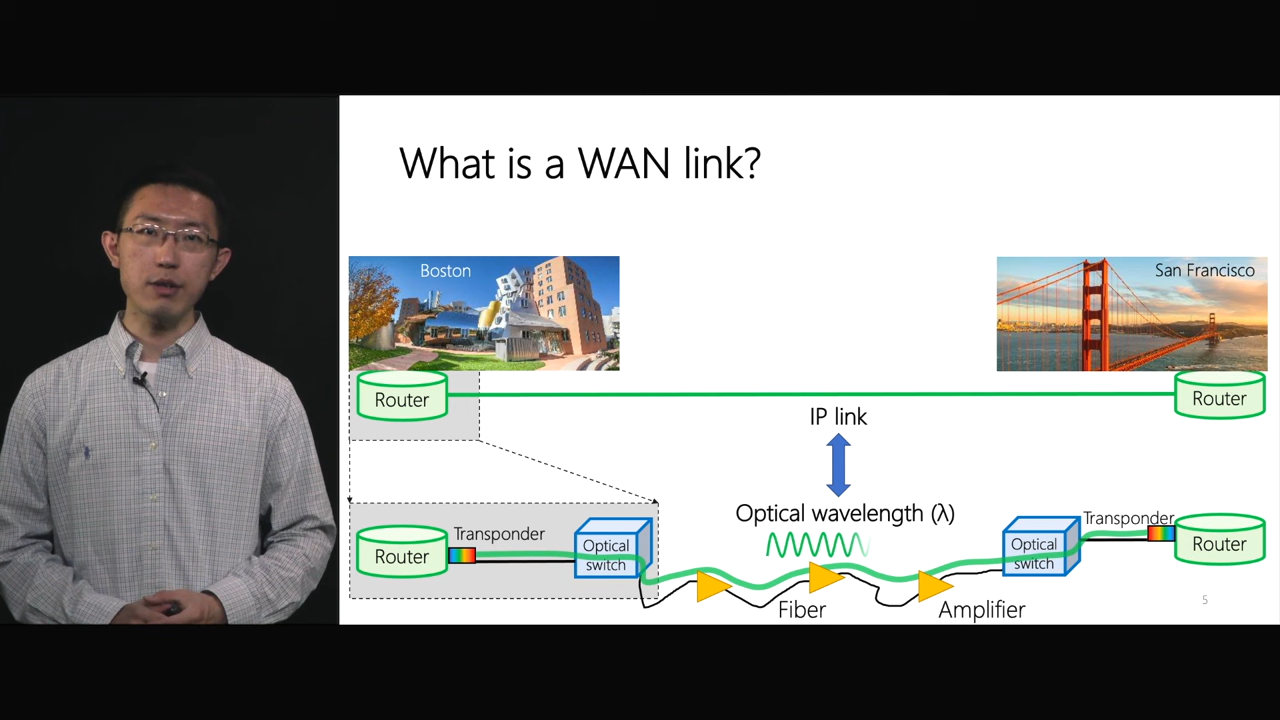 What is a WAN link?
Boston
San Francisco
Router
Router
IP link
Optical wavelength (λ)
Transponder
Transponder
Router
Optical
switch
Optical
switch
Router
Fiber
Amplifier
5